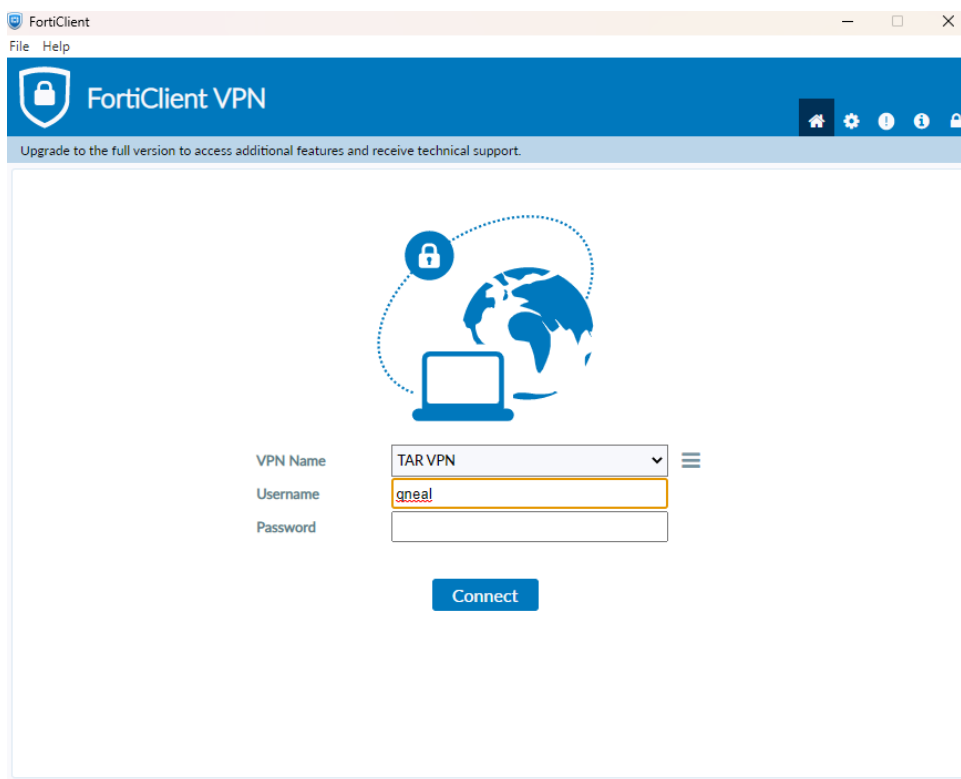 FortiClient
File Help
FortiClient VPN
Upgrade to the full version to access additional features and receive technical support.
VPN Name TAR VPN
Username qneal
Password
Connect